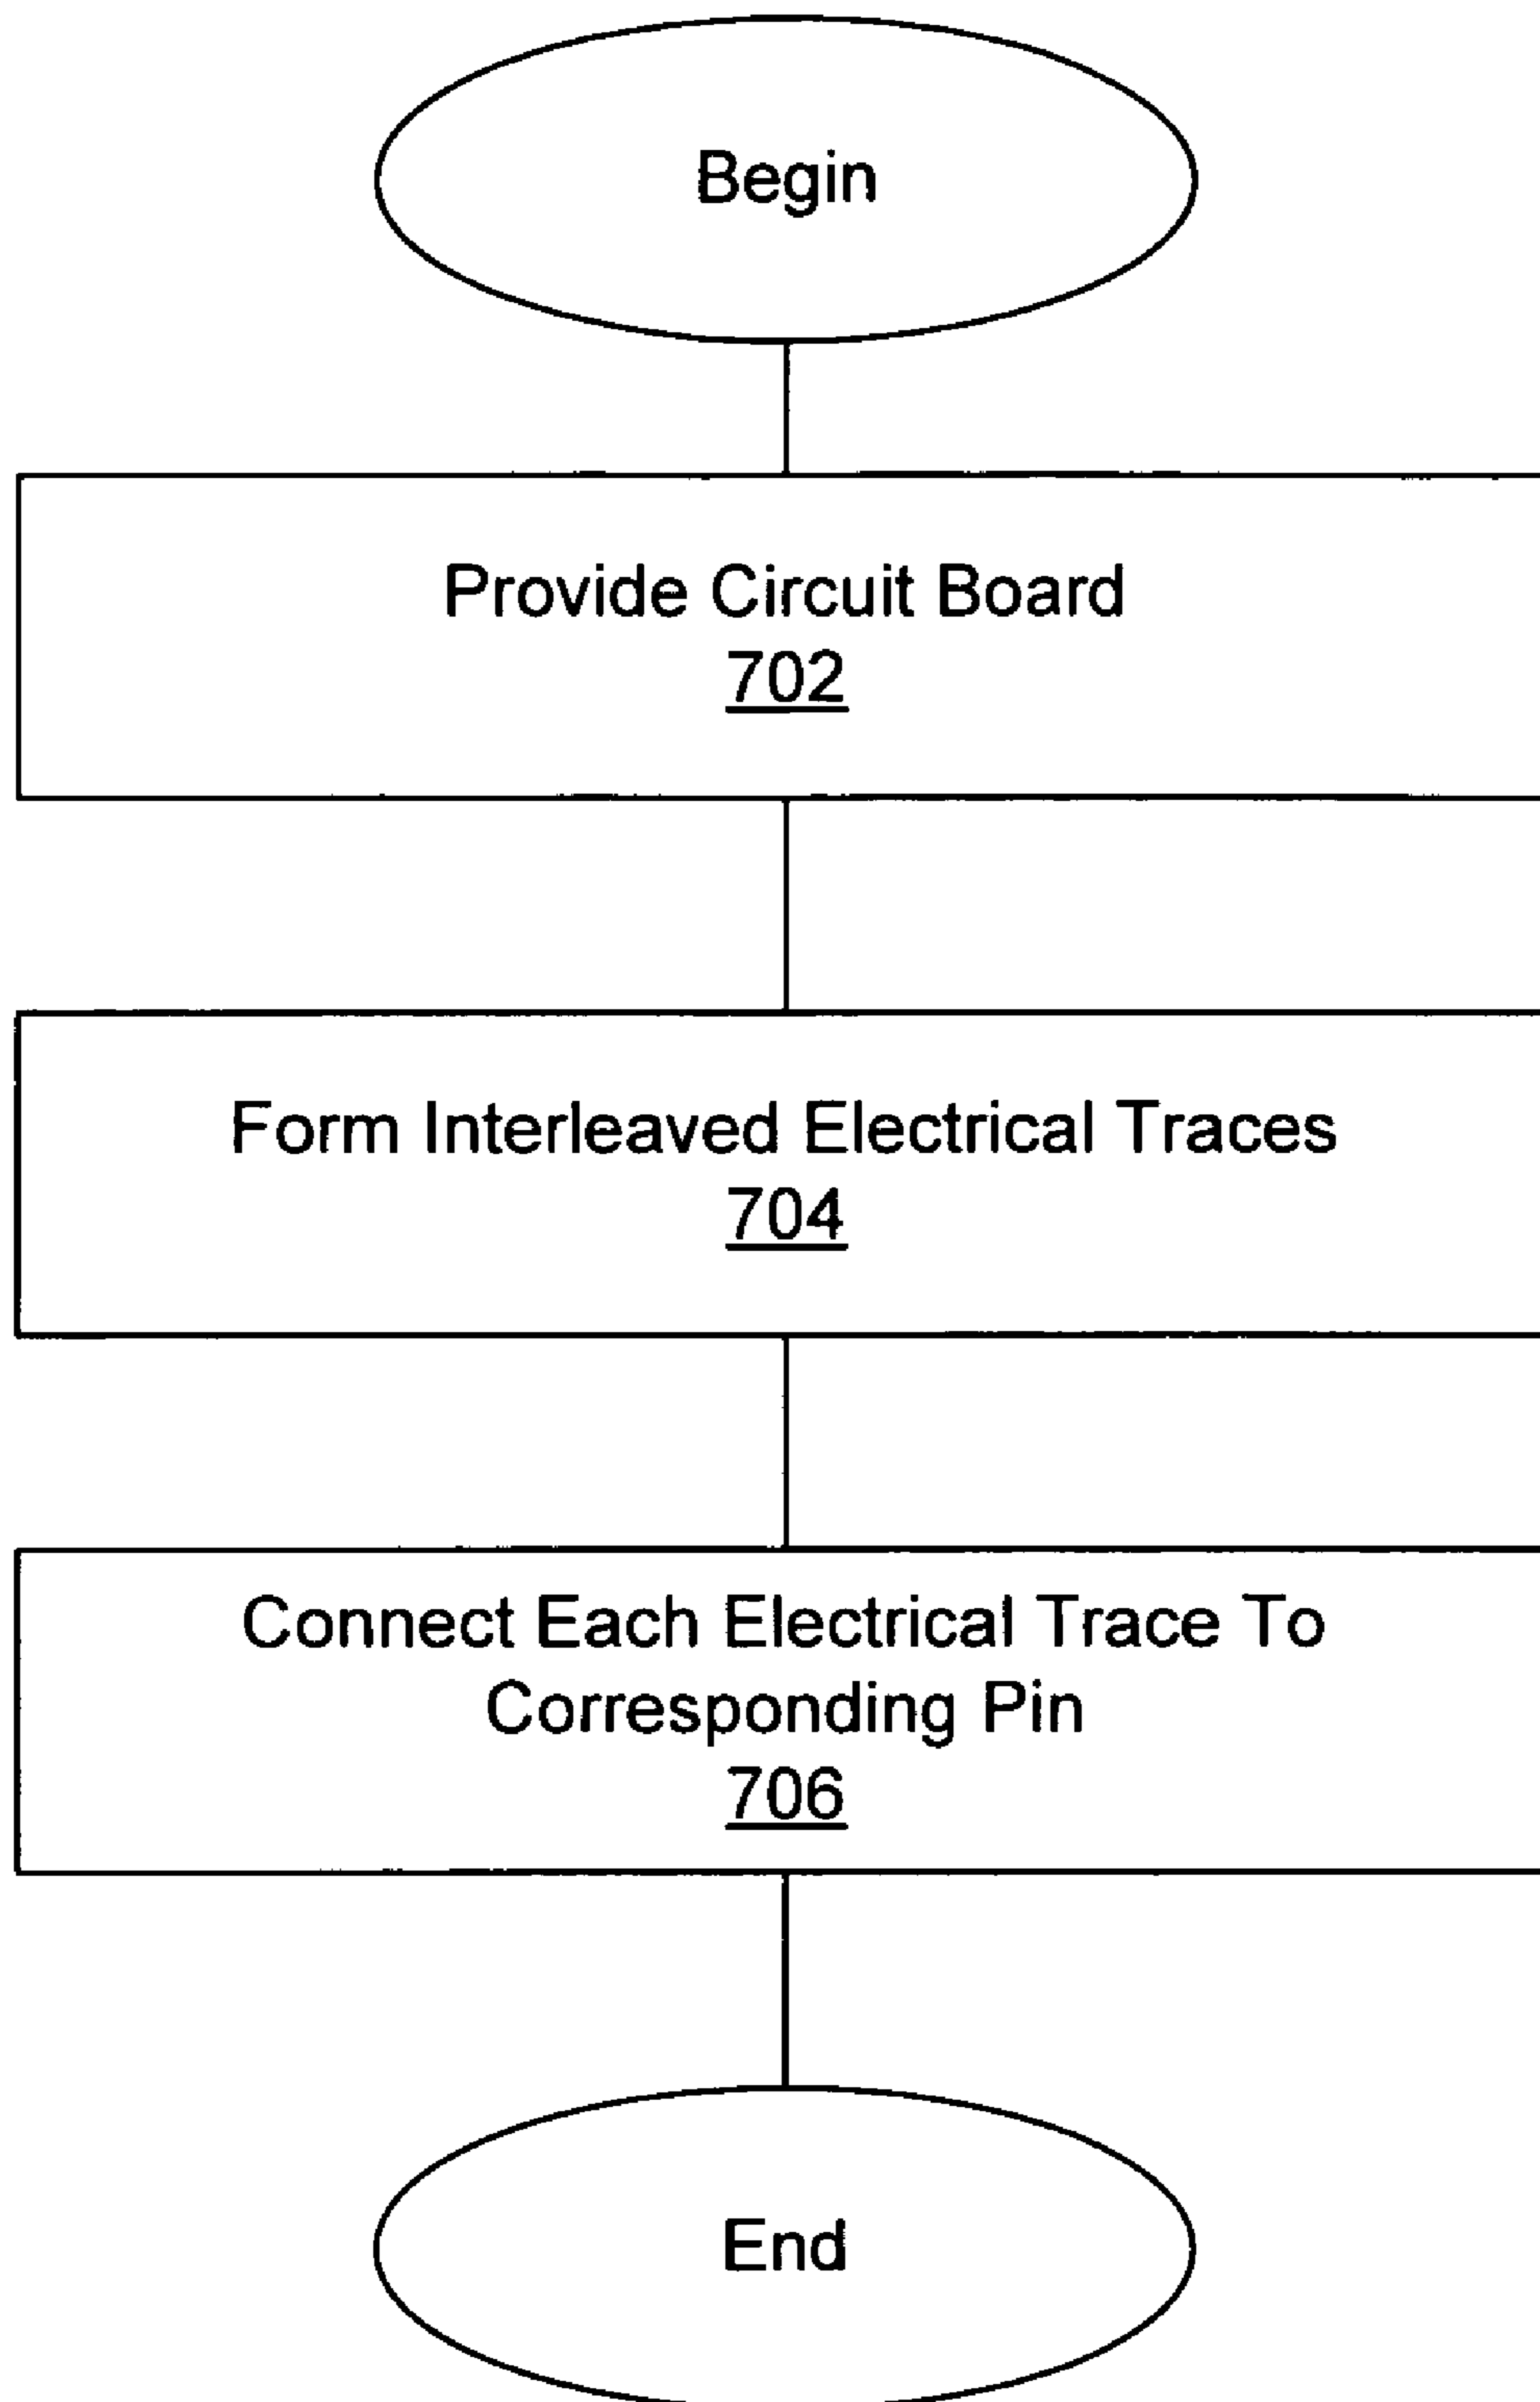 Begin
Provide Circuit Board
702
Form Interleaved Electrical Traces
704
Connect Each Electrical Trace To
Corresponding Pin
706
End